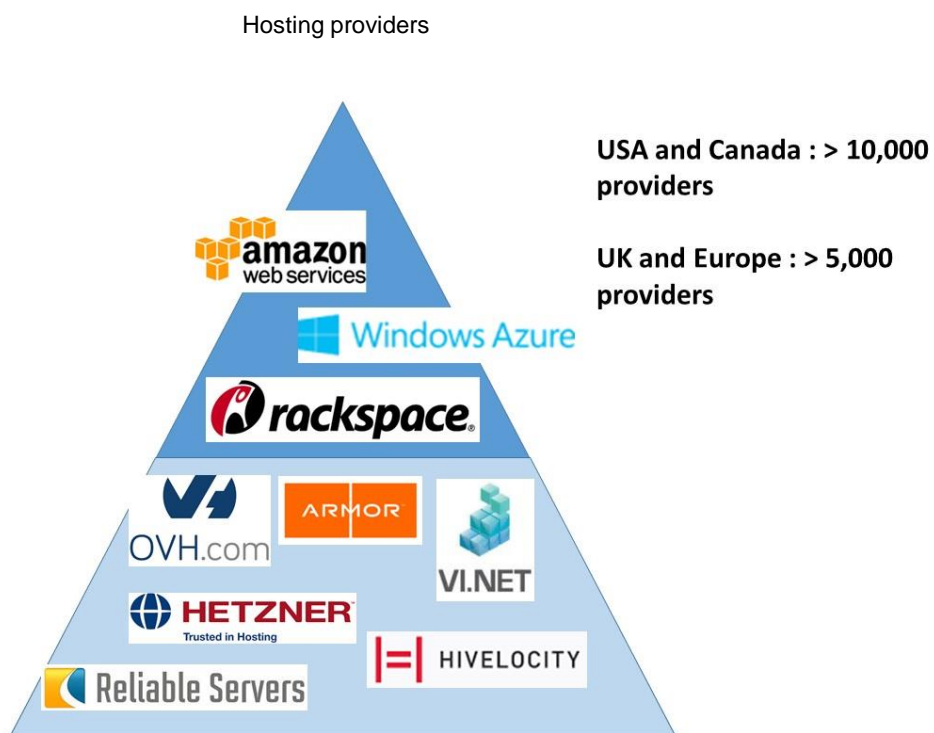 Hosting providers
USA and Canada : > 10,000
providers
UK and Europe : > 5,000
providers
amazon
web services
Windows Azure
rackspace®
OVH.com
ARMOR
VI.NET
HETZNER
Trusted in Hosting
HIVELOCITY
Reliable Servers